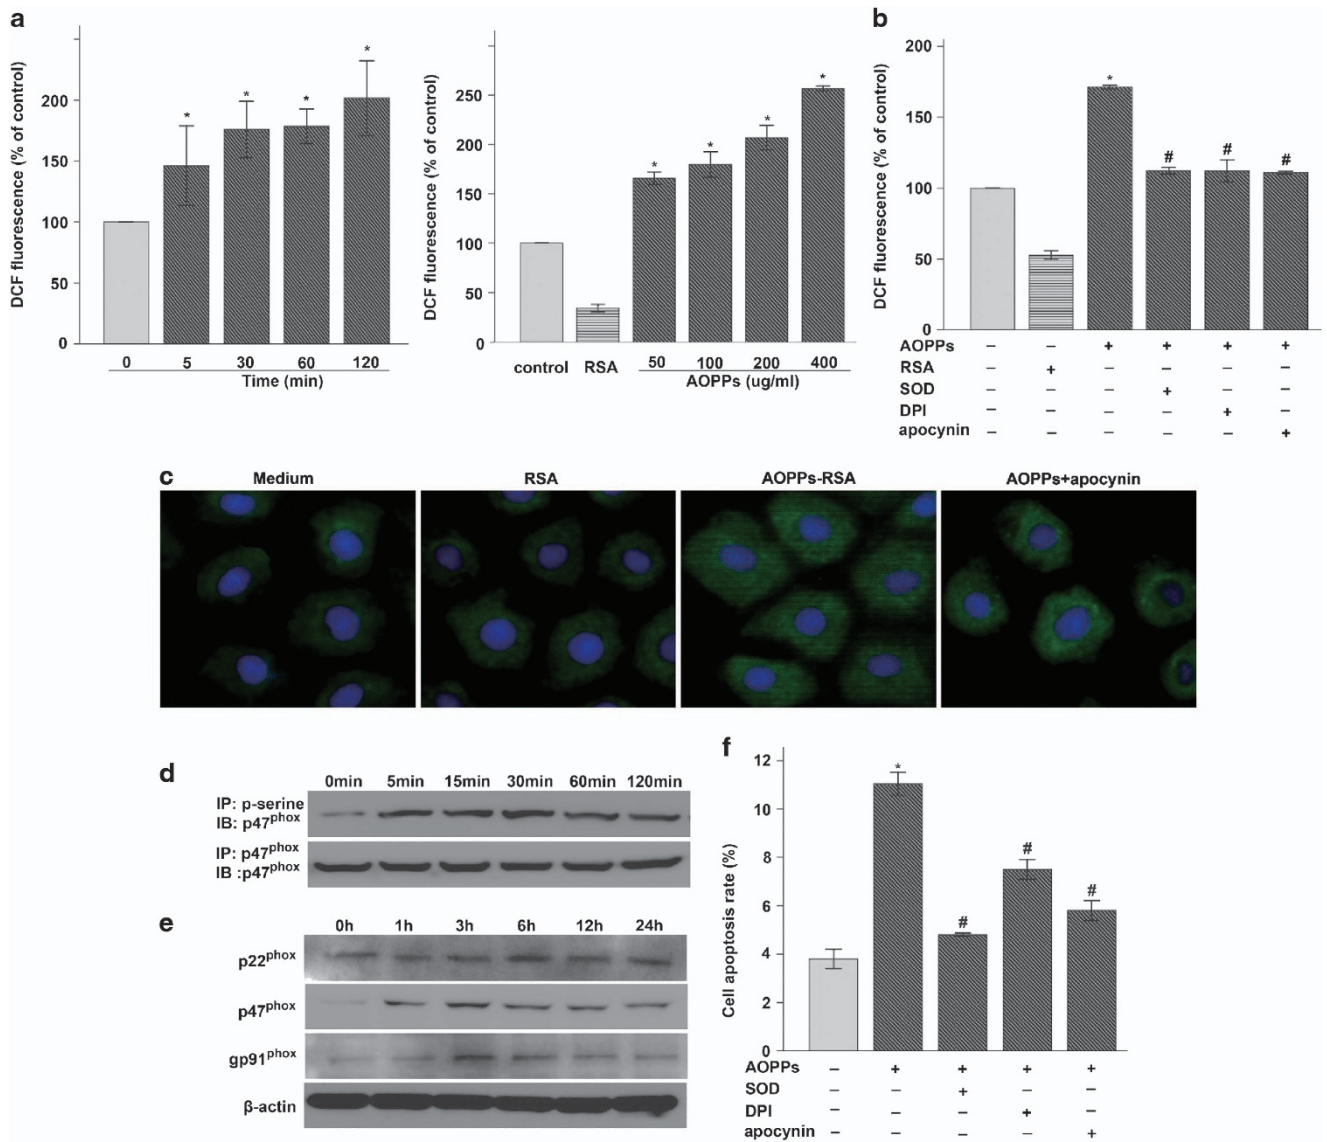 a
DCF fluorescence (% of control)
200
150
100
50
0
*
*
*
*
0 5 30 60 120
Time (min)
DCF fluorescence (% of control)
250
200
150
100
50
0
*
*
*
*
control RSA 50 100 200 400
AOPPs (ug/ml)
b
DCF fluorescence (% of control)
200
150
100
50
0
*
#
#
#
AOPPs – – + + + +
RSA – + – – – –
SOD – – – + – –
DPI – – – – + –
apocynin – – – – – +
c
Medium RSA AOPPs-RSA AOPPs+apocynin
d
0min 5min 15min 30min 60min 120min
IP: p-serine
IB: p47phox
IP: p47phox
IB :p47phox
e
0h 1h 3h 6h 12h 24h
p22phox
p47phox
gp91phox
β-actin
f
Cell apoptosis rate (%)
12
10
8
6
4
2
0
*
#
#
#
AOPPs – + + + +
SOD – – + – –
DPI – – – + –
apocynin – – – – +